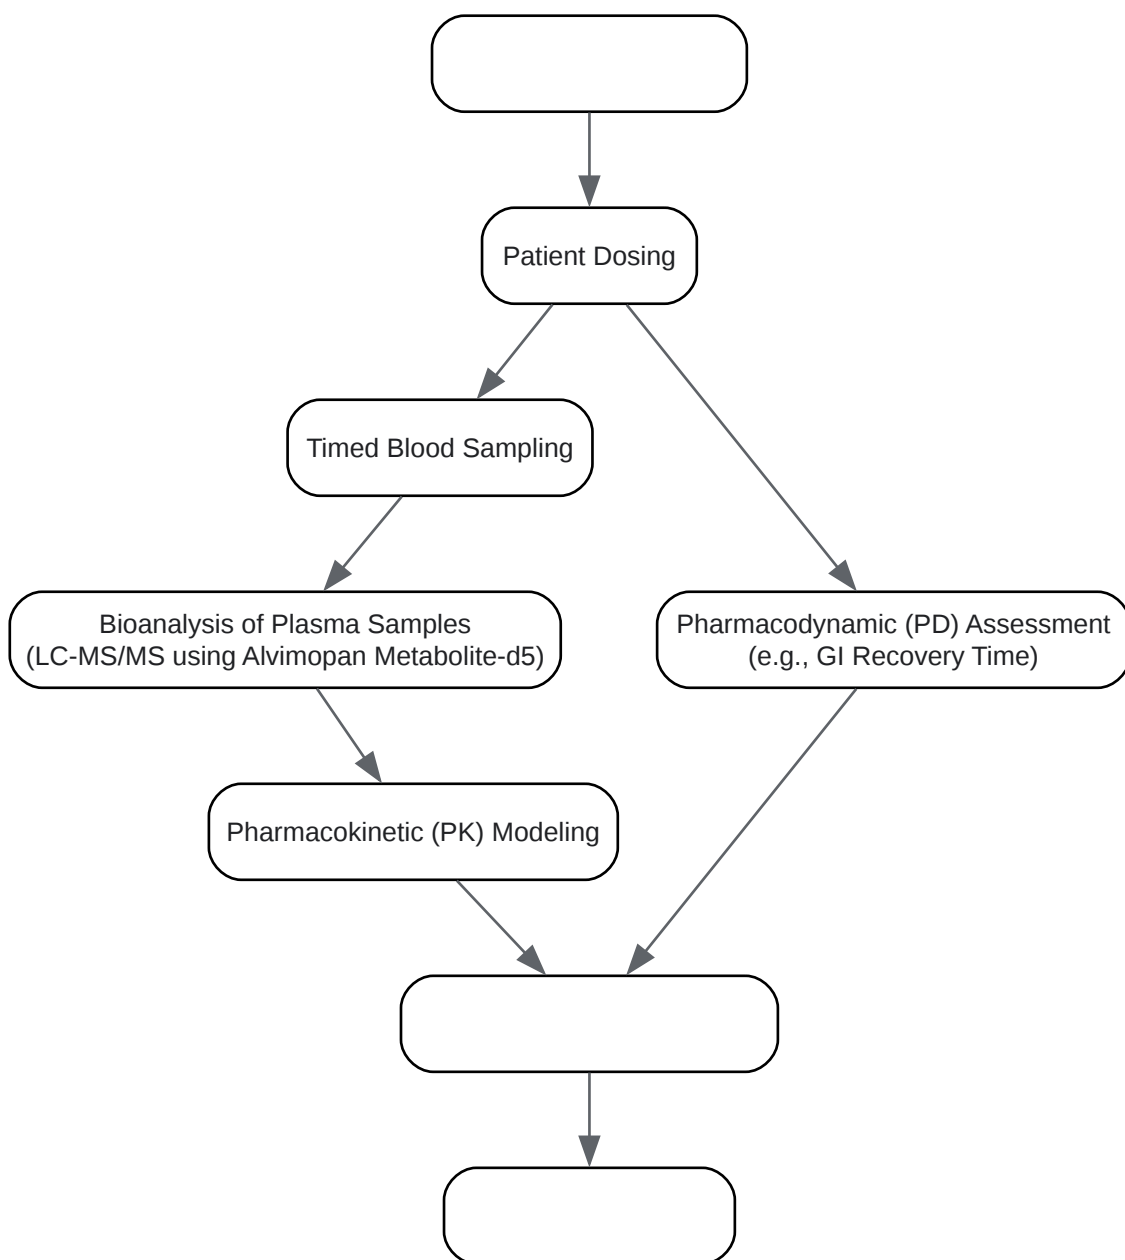 Patient Dosing
Timed Blood Sampling
Bioanalysis of Plasma Samples
(LC-MS/MS using Alvimopan Metabolite-d5)
Pharmacodynamic (PD) Assessment
(e.g., GI Recovery Time)
Pharmacokinetic (PK) Modeling